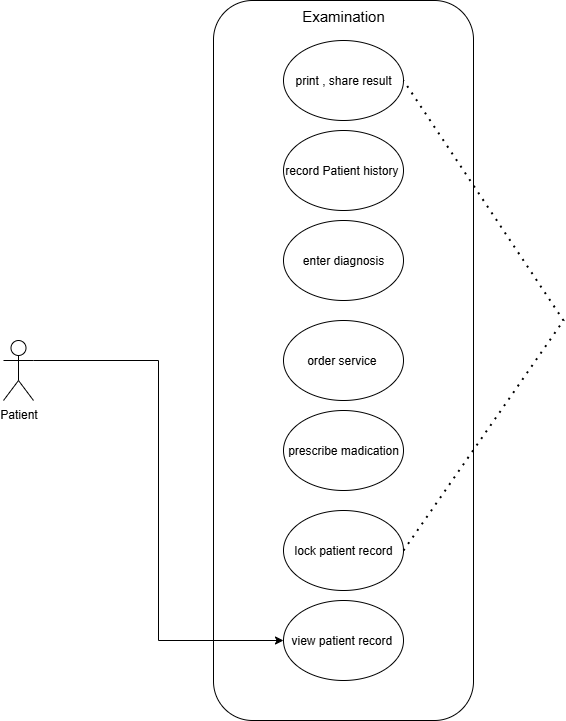 Examination
print , share result
record Patient history
enter diagnosis
order service
Patient
prescribe madication
lock patient record
view patient record